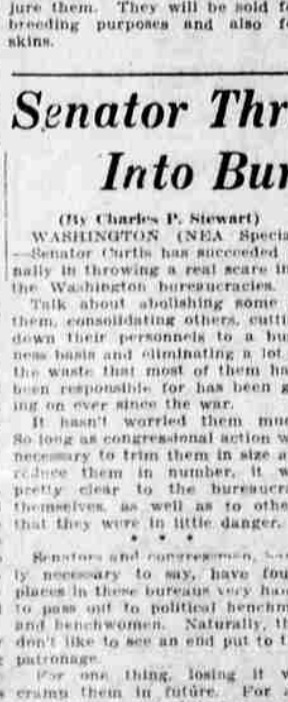 jure them. They will be sold f
breeding purposes and also f
skins.
Senator Thr
Into Bur
(By Charles P. Stewart)
WASHINGTON (NEA Specia
—Senator Curtis has succeeded
nally in throwing a real scare in
the Washington bureaucracies.
Talk about abolishing some
them, consolidating others, cutti
down their personnels to a bus
ness basis and eliminating a lot
the waste that most of them ha
been responsible for has been g
ing on ever since the war.
It hasn't worried them muc
So long as congressional action w
necessary to trim them in size a
reduce them in number, it w
pretty clear to the bureaucra
themselves, as well as to othe
that they were in little danger.
* * *
Senators and congressmen,
ly necessary to say, have fou
places in these bureaus very han
to pass out to political henchm
and henchwomen. Naturally, th
don't like to see an end put to t
patronage.
For one thing, losing it w
cramp them in future. For a